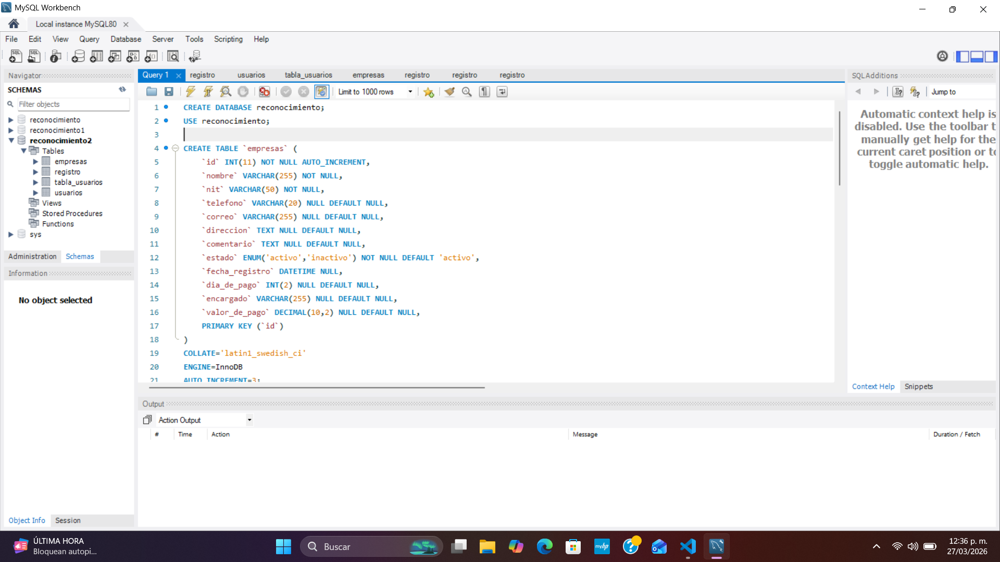 MySQL Workbench
Local instance MySQL80
File Edit View Query Database Server Tools Scripting Help
Navigator
SCHEMAS
Filter objects
reconocimiento
reconocimiento1
reconocimiento2
Tables
empresas
registro
tabla_usuarios
usuarios
Views
Stored Procedures
Functions
sys
Administration Schemas
Information
No object selected
Object Info Session
Query 1 registro usuarios tabla_usuarios empresas registro registro registro
Limit to 1000 rows
1 CREATE DATABASE reconocimiento;
2 USE reconocimiento;
3
4 CREATE TABLE `empresas` (
5 `id` INT(11) NOT NULL AUTO_INCREMENT,
6 `nombre` VARCHAR(255) NOT NULL,
7 `nit` VARCHAR(50) NOT NULL,
8 `telefono` VARCHAR(20) NULL DEFAULT NULL,
9 `correo` VARCHAR(255) NULL DEFAULT NULL,
10 `direccion` TEXT NULL DEFAULT NULL,
11 `comentario` TEXT NULL DEFAULT NULL,
12 `estado` ENUM('activo','inactivo') NOT NULL DEFAULT 'activo',
13 `fecha_registro` DATETIME NULL,
14 `dia_de_pago` INT(2) NULL DEFAULT NULL,
15 `encargado` VARCHAR(255) NULL DEFAULT NULL,
16 `valor_de_pago` DECIMAL(10,2) NULL DEFAULT NULL,
17 PRIMARY KEY (`id`)
18 )
19 COLLATE='latin1_swedish_ci'
20 ENGINE=InnoDB
21 AUTO_INCREMENT=3;
SQLAdditions
Jump to
Automatic context help is
disabled. Use the toolbar t
manually get help for the
current caret position or to
toggle automatic help.
Context Help Snippets
Output
Action Output
# Time Action Message Duration / Fetch
ÚLTIMA HORA
Bloquean autopi...
Buscar
myhp
12:36 p. m.
27/03/2026